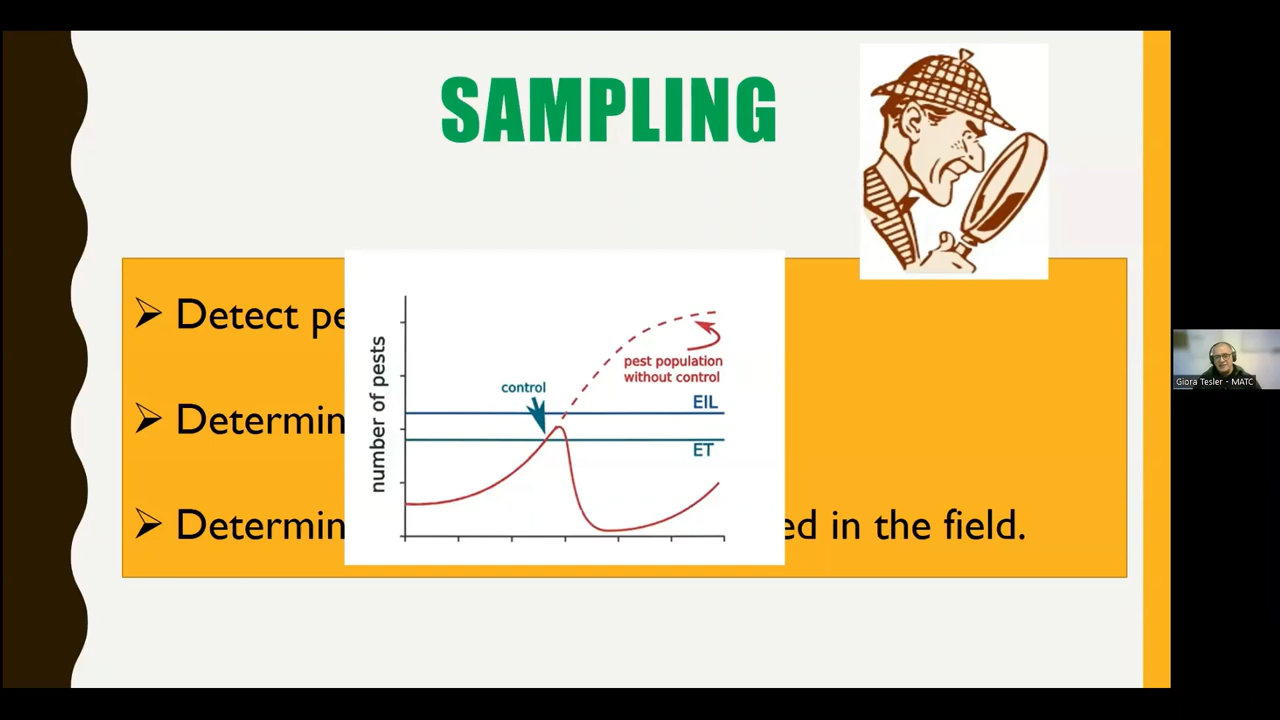 SAMPLING
➢ Detect pe
➢ Determin
➢ Determin
ed in the field.
number of pests
control
pest population
without control
EIL
ET
Giora Tesler - MATC